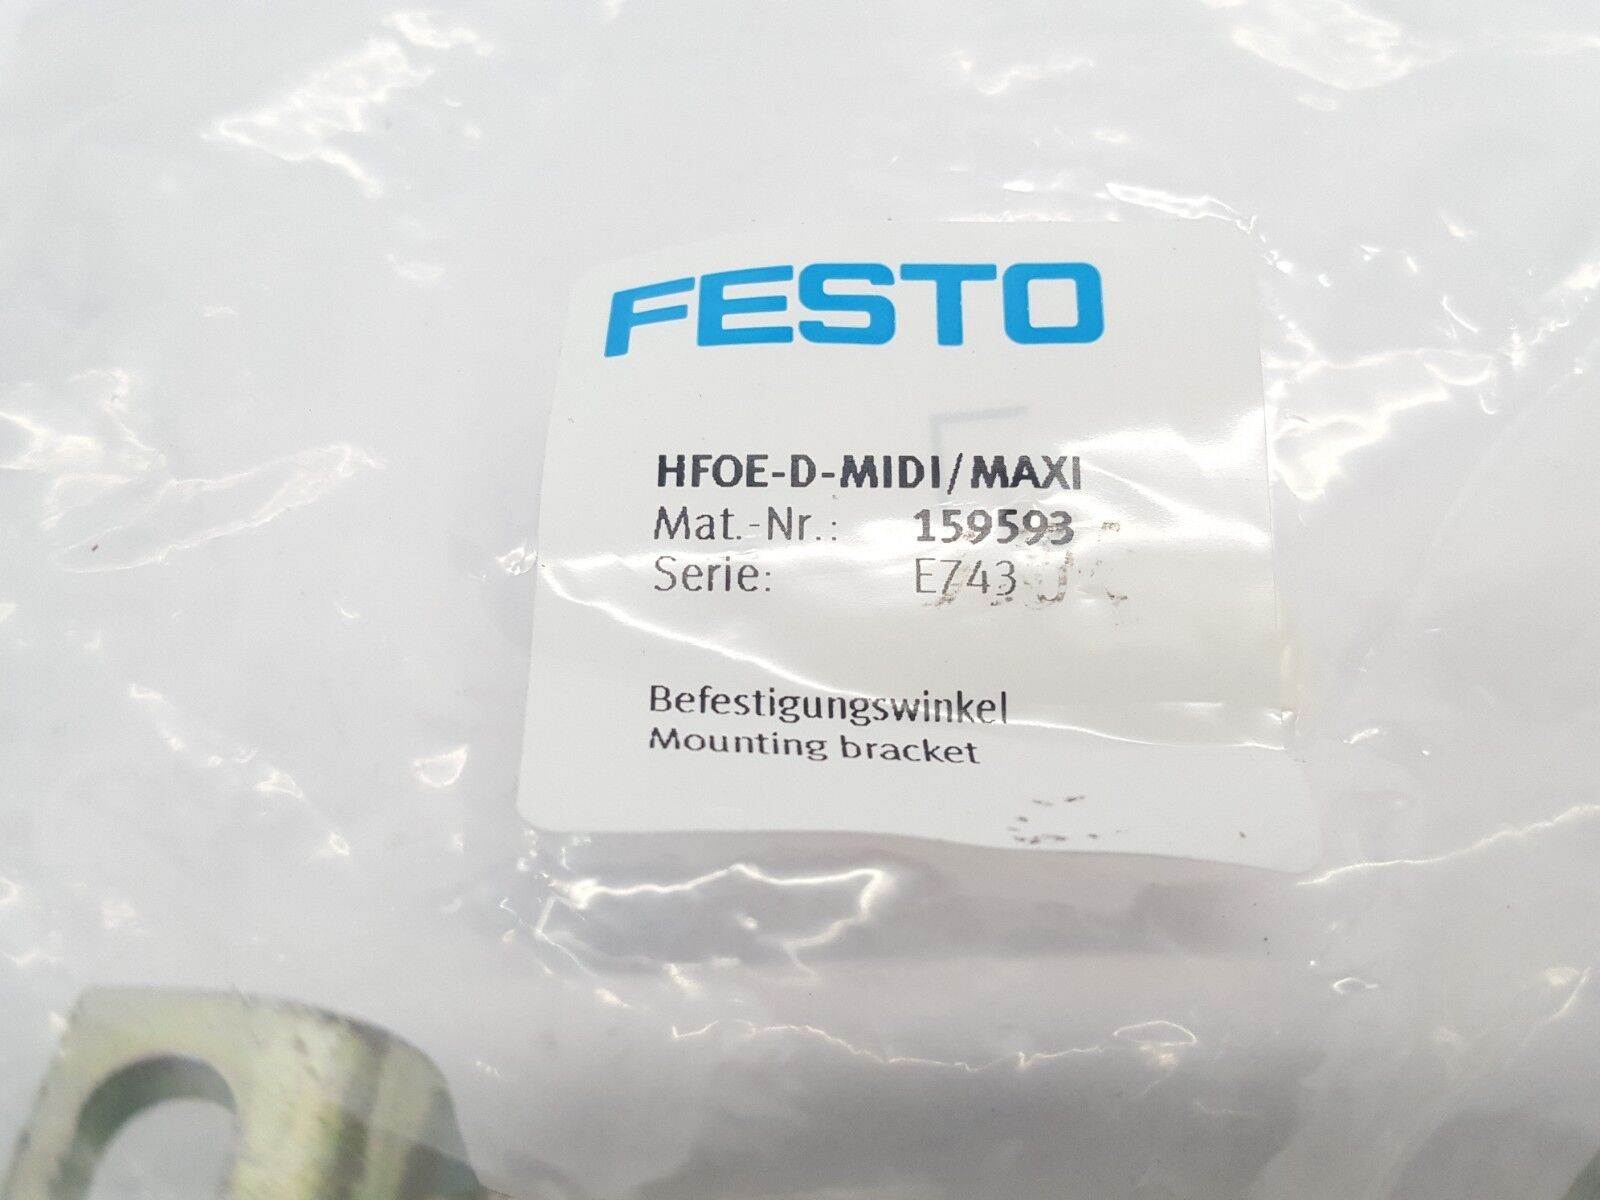 FESTO
HFOE-D-MIDI/MAXI
Mat.-Nr.: 159593
Serie: E743
Befestigungswinkel
Mounting bracket